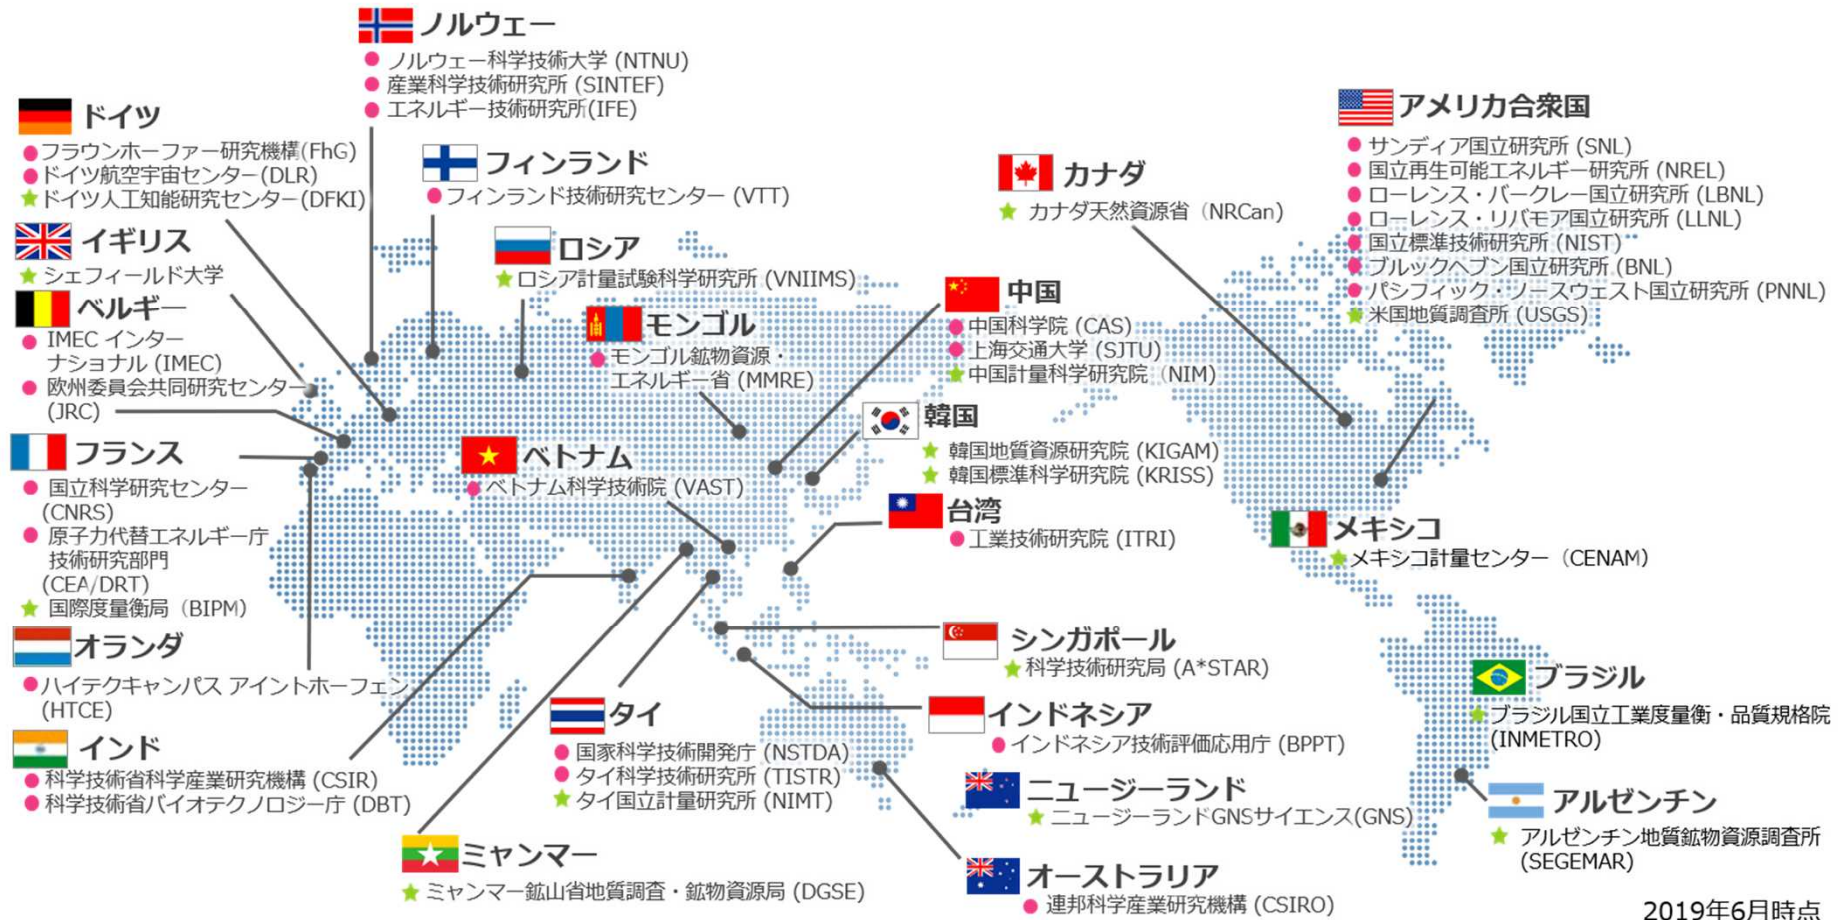 ノルウェー
ノルウェー科学技術大学 (NTNU)
産業科学技術研究所 (SINTEF)
エネルギー技術研究所(IFE)
ドイツ
フラウンホーファー研究機構(FhG)
ドイツ航空宇宙センター(DLR)
ドイツ人工知能研究センター(DFKI)
イギリス
シェフィールド大学
ベルギー
IMEC インター
ナショナル (IMEC)
欧州委員会共同研究センター
(JRC)
フランス
国立科学研究センター
(CNRS)
原子力代替エネルギー庁
技術研究部門
(CEA/DRT)
国際度量衡局（BIPM）
オランダ
ハイテクキャンパス アイントホーフェン
(HTCE)
インド
科学技術省科学産業研究機構 (CSIR)
科学技術省バイオテクノロジー庁 (DBT)
フィンランド
フィンランド技術研究センター (VTT)
ロシア
ロシア計量試験科学研究所 (VNIIMS)
モンゴル
モンゴル鉱物資源・
エネルギー省 (MMRE)
ベトナム
ベトナム科学技術院 (VAST)
タイ
国家科学技術開発庁 (NSTDA)
タイ科学技術研究所 (TISTR)
タイ国立計量研究所 (NIMT)
ミャンマー
ミャンマー鉱山省地質調査・鉱物資源局 (DGSE)
中国
中国科学院 (CAS)
上海交通大学 (SJTU)
中国計量科学研究院（NIM）
韓国
韓国地質資源研究院 (KIGAM)
韓国標準科学研究院 (KRISS)
台湾
工業技術研究院 (ITRI)
シンガポール
科学技術研究局 (A*STAR)
インドネシア
インドネシア技術評価応用庁 (BPPT)
ニュージーランド
ニュージーランドGNSサイエンス(GNS)
オーストラリア
連邦科学産業研究機構 (CSIRO)
カナダ
カナダ天然資源省（NRCan）
アメリカ合衆国
サンディア国立研究所 (SNL)
国立再生可能エネルギー研究所 (NREL)
ローレンス・バークレー国立研究所 (LBNL)
ローレンス・リバモア国立研究所 (LLNL)
国立標準技術研究所 (NIST)
ブルックヘブン国立研究所 (BNL)
パシフィック・ノースウェスト国立研究所 (PNNL)
米国地質調査所 (USGS)
メキシコ
メキシコ計量センター（CENAM）
ブラジル
ブラジル国立工業度量衡・品質規格院
(INMETRO)
アルゼンチン
アルゼンチン地質鉱物資源調査所
(SEGEMAR)
2019年6月時点